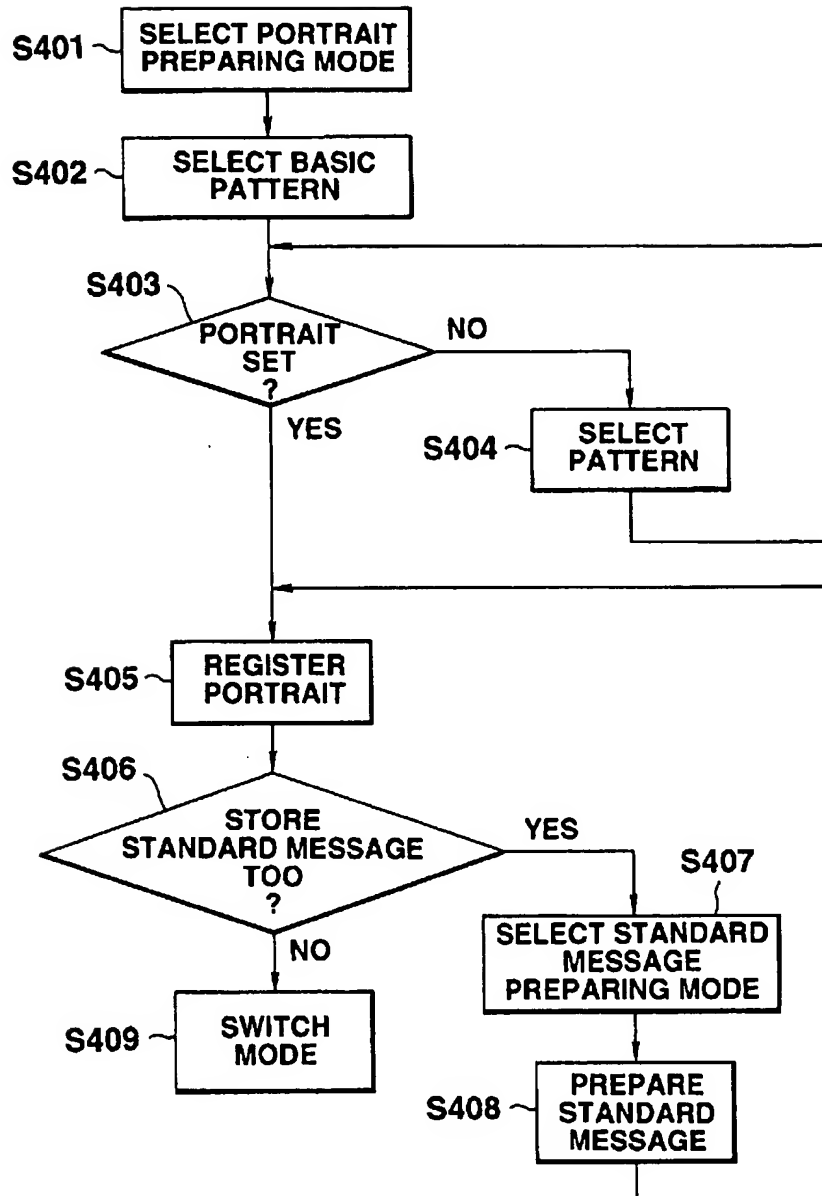 S401
SELECT PORTRAIT
PREPARING MODE
S402
SELECT BASIC
PATTERN
S403
PORTRAIT
SET
?
NO
YES
S404
SELECT
PATTERN
S405
REGISTER
PORTRAIT
S406
STORE
STANDARD MESSAGE
TOO
?
YES
NO
S407
SELECT STANDARD
MESSAGE
PREPARING MODE
S409
SWITCH
MODE
S408
PREPARE
STANDARD
MESSAGE